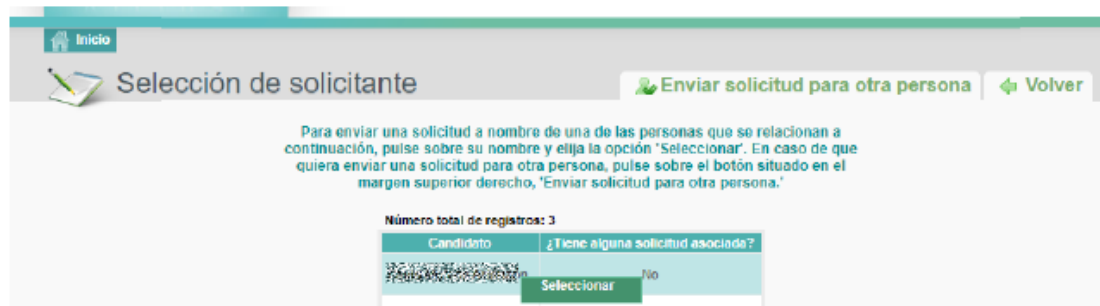 Inicio
Selección de solicitante
Enviar solicitud para otra persona
Volver
Para enviar una solicitud a nombre de una de las personas que se relacionan a
continuación, pulse sobre su nombre y elija la opción 'Seleccionar'. En caso de que
quiera enviar una solicitud para otra persona, pulse sobre el botón situado en el
margen superior derecho, 'Enviar solicitud para otra persona.'
Número total de registros: 3
Candidato ¿Tiene alguna solicitud asociada?
No
Seleccionar